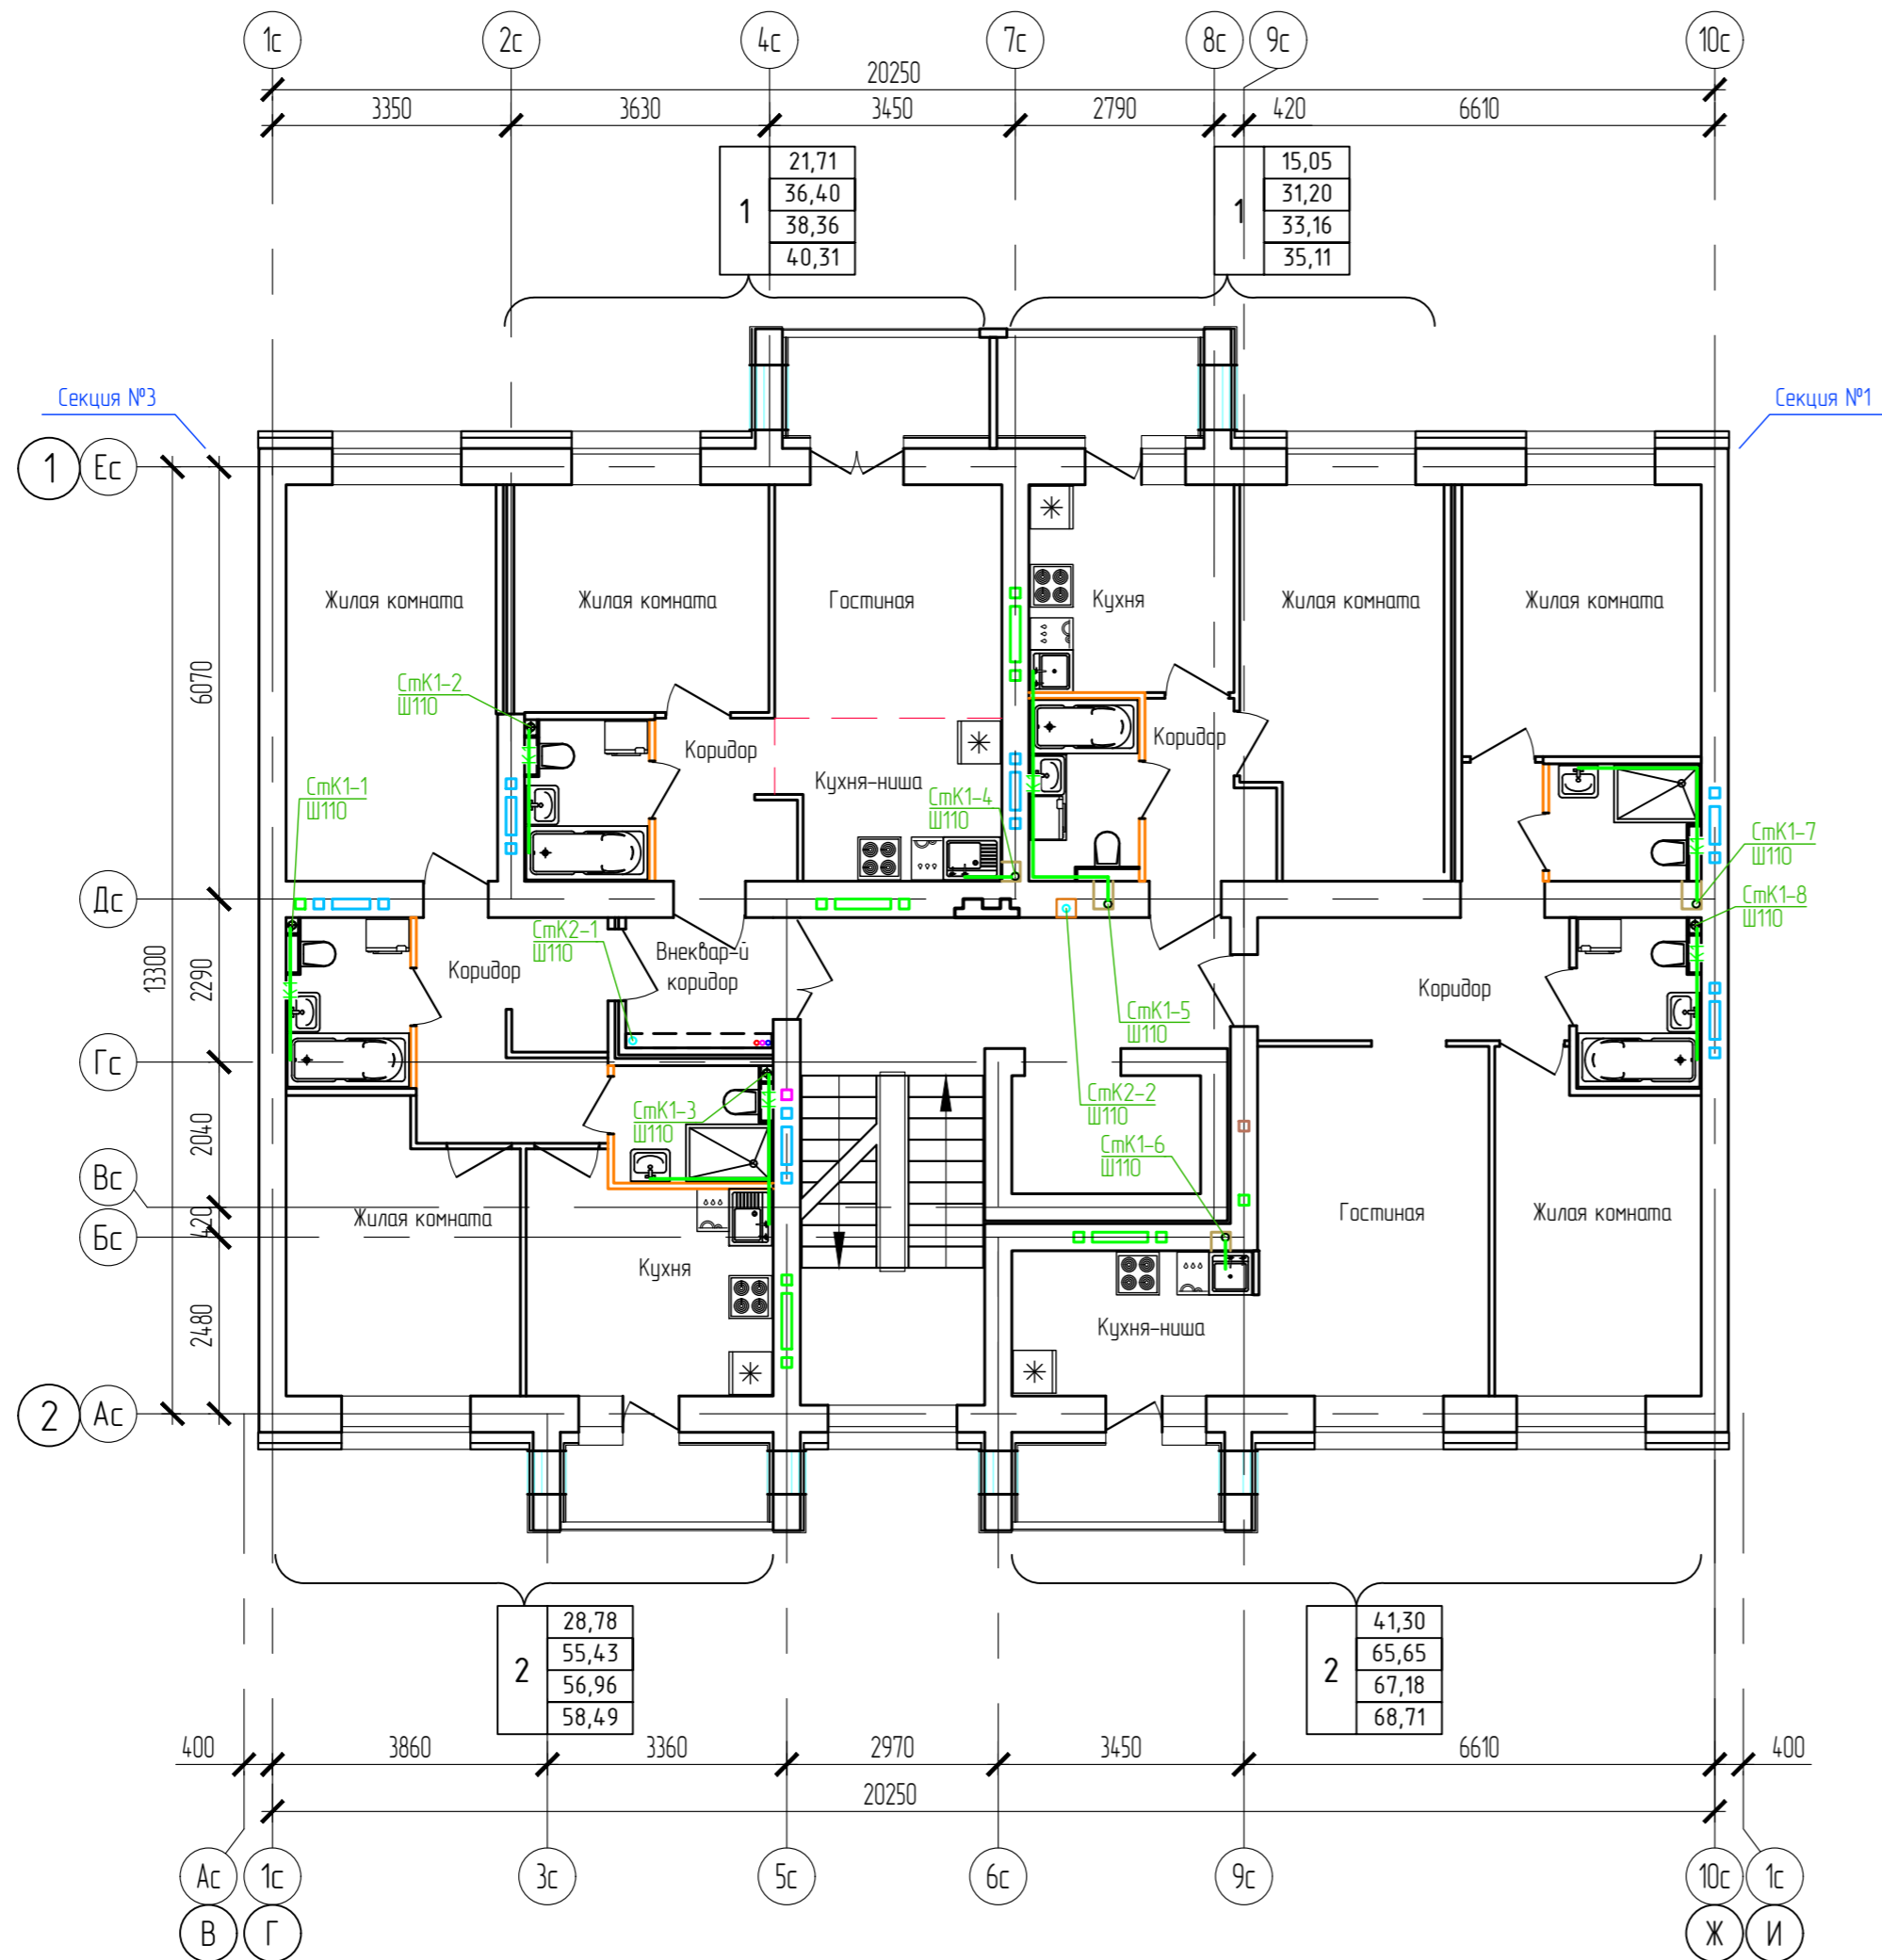 1с 2с 4с 7с 8с 9с 10с
20250
3350 3630 3450 2790 420 6610
1
21,71
36,40
38,36
40,31
1
15,05
31,20
33,16
35,11
Секция №3
Секция №1
1 Ес
Жилая комната
Жилая комната
Гостиная
Кухня
Жилая комната
Жилая комната
6070
СтК1-2
Ш110
К1
Коридор
Коридор
Кухня-ниша
СтК1-1
Ш110
СтК1-4
Ш110
К1
К1
СтК1-7
Ш110
Дс
СтК1-8
Ш110
СтК2-1
Ш110
Внеквар-й
коридор
Коридор
К1
К1
13300
2290
Коридор
СтК1-5
Ш110
Гс
СтК1-3
Ш110
К1
СтК2-2
Ш110
2040
СтК1-6
Ш110
Вс
420
Бс
Жилая комната
Гостиная
Жилая комната
Кухня
2480
Кухня-ниша
2 Ас
2
28,78
55,43
56,96
58,49
2
41,30
65,65
67,18
68,71
400 3860 3360 2970 3450 6610 400
20250
Ас 1с 3с 5с 6с 9с 10с 1с
В Г Ж И